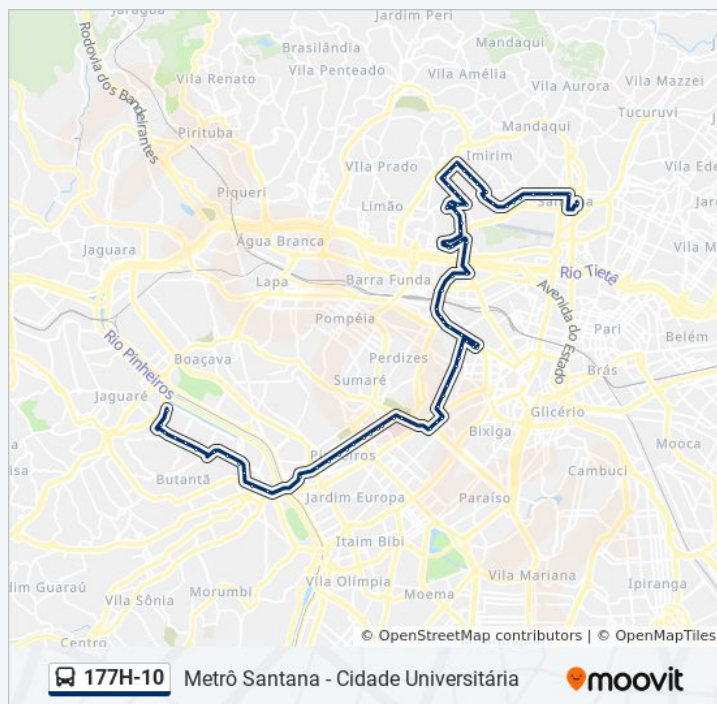 Jaraguá
Jardim Peri
Mandaqui
Brasilândia
Vila Mazzei
Vila Penteado
Vila Amélia
Vila Aurora
Vila Renato
Tucuruvi
Rodovia dos Bandeirantes
Mandaqui
Pirituba
Imirim
VIla Prado
Vila Ede
Piqueri
Limão
Santana
Jar
Água Branca
Vila M
Jaguara
Rio Tietê
Lapa
Barra Funda
Avenida do Estado
Pompéia
Pari
Belém
Rio Pinheiros
Boaçava
Perdizes
Brás
Sumaré
Jaguaré
Glicério
Bixiga
Mooca
isa
Pinheiros
Cambuci
Butantã
Jardim Europa
Paraíso
Itaim Bibi
dim Guaraú
Morumbi
Vila Olímpia
Vila Mariana
Ipiranga
Vila Sônia
Moema
Centro
© OpenStreetMap contributors | © OpenMapTiles
177H-10 Metrô Santana - Cidade Universitária moovit